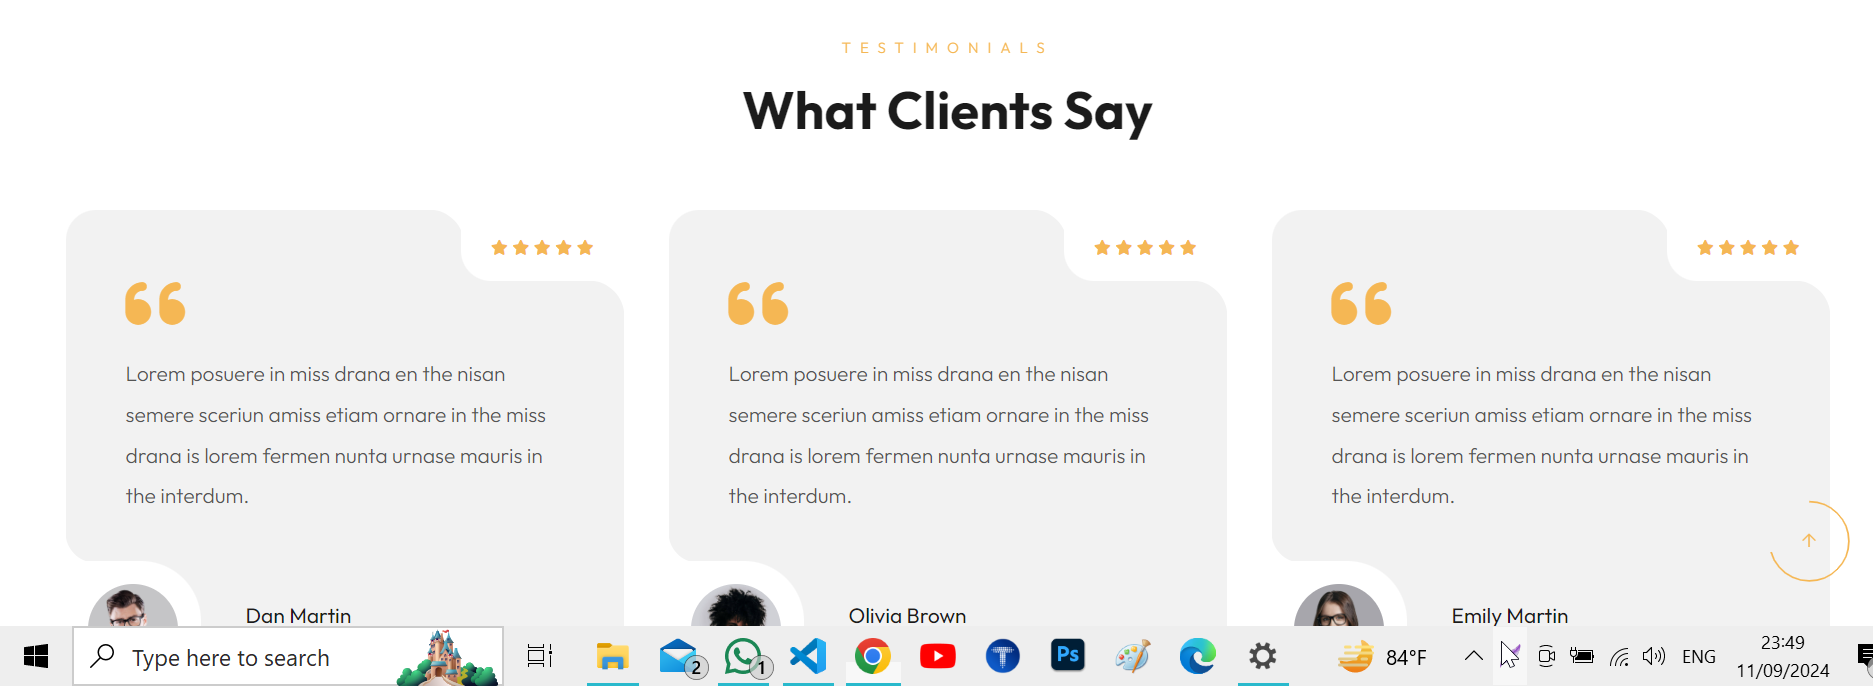 TESTIMONIALS
What Clients Say
Lorem posuere in miss drana en the nisan
semere sceriun amiss etiam ornare in the miss
drana is lorem fermen nunta urnase mauris in
the interdum.
Dan Martin
Lorem posuere in miss drana en the nisan
semere sceriun amiss etiam ornare in the miss
drana is lorem fermen nunta urnase mauris in
the interdum.
Olivia Brown
Lorem posuere in miss drana en the nisan
semere sceriun amiss etiam ornare in the miss
drana is lorem fermen nunta urnase mauris in
the interdum.
Emily Martin
Type here to search
2
1
T
Ps
84°F
ENG
23:49
11/09/2024